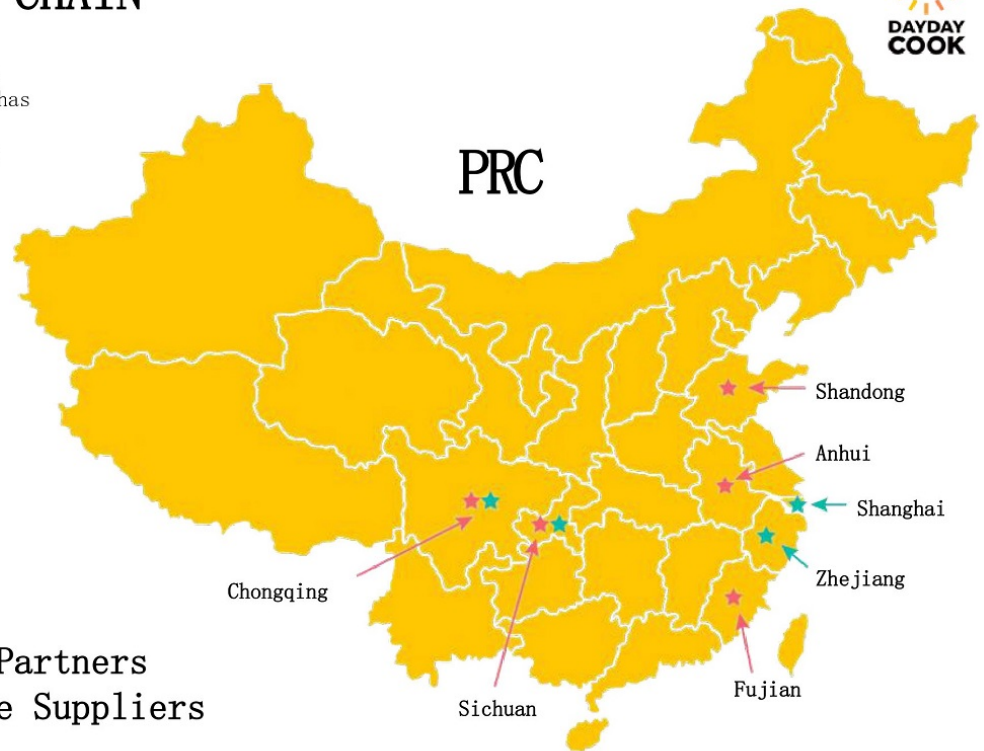 CHAIN
DAYDAY
COOK
has
PRC
Shandong
Anhui
Shanghai
Chongqing
Zhejiang
Partners
Fujian
e Suppliers
Sichuan